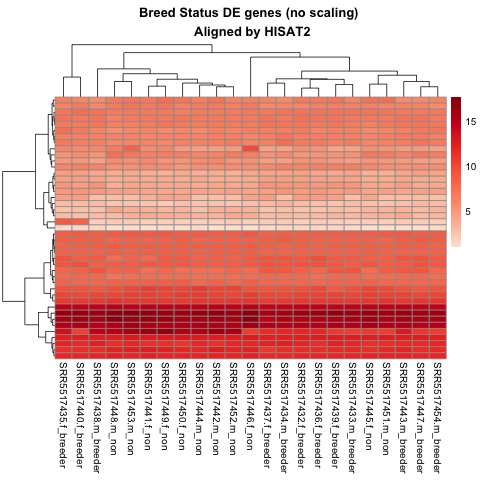 Breed Status DE genes (no scaling)
Aligned by HISAT2
15
10
5
SRR5517435.f_breeder
SRR5517440.f_breeder
SRR5517438.m_breeder
SRR5517448.m_non
SRR5517453.m_non
SRR5517441.f_non
SRR5517449.f_non
SRR5517450.f_non
SRR5517444.m_non
SRR5517442.m_non
SRR5517452.m_non
SRR5517446.f_non
SRR5517437.f_breeder
SRR5517434.m_breeder
SRR5517432.f_breeder
SRR5517436.f_breeder
SRR5517439.f_breeder
SRR5517433.m_breeder
SRR5517445.f_non
SRR5517451.m_non
SRR5517443.m_breeder
SRR5517447.m_breeder
SRR5517454.m_breeder